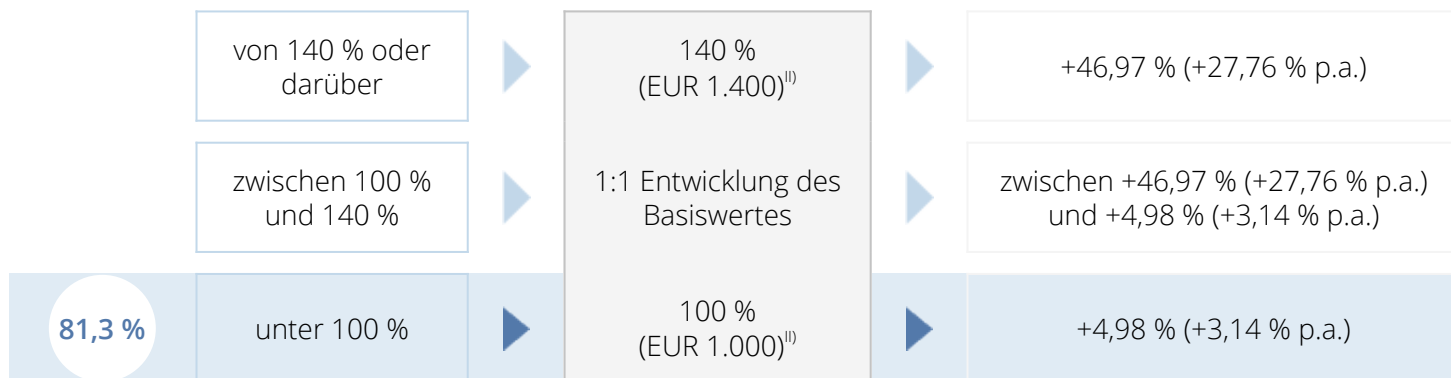 von 140 % oder
darüber
140 %
(EUR 1.400)II)
+46,97 % (+27,76 % p.a.)
zwischen 100 %
und 140 %
1:1 Entwicklung des
Basiswertes
zwischen +46,97 % (+27,76 % p.a.)
und +4,98 % (+3,14 % p.a.)
81,3 %
unter 100 %
100 %
(EUR 1.000)II)
+4,98 % (+3,14 % p.a.)